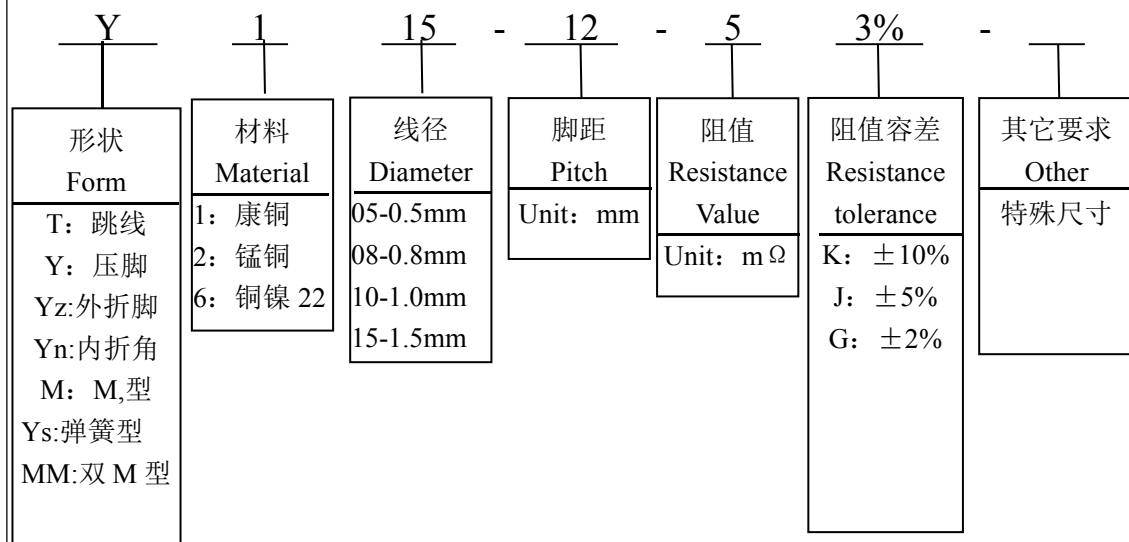 Y 1 15 - 12 - 5 3% -
形状
Form
T：跳线
Y：压脚
Yz:外折脚
Yn:内折角
M：M,型
Ys:弹簧型
MM:双 M 型
材料
Material
1：康铜
2：锰铜
6：铜镍 22
线径
Diameter
05-0.5mm
08-0.8mm
10-1.0mm
15-1.5mm
脚距
Pitch
Unit：mm
阻值
Resistance
Value
Unit：mΩ
阻值容差
Resistance
tolerance
K：±10%
J：±5%
G：±2%
其它要求
Other
特殊尺寸